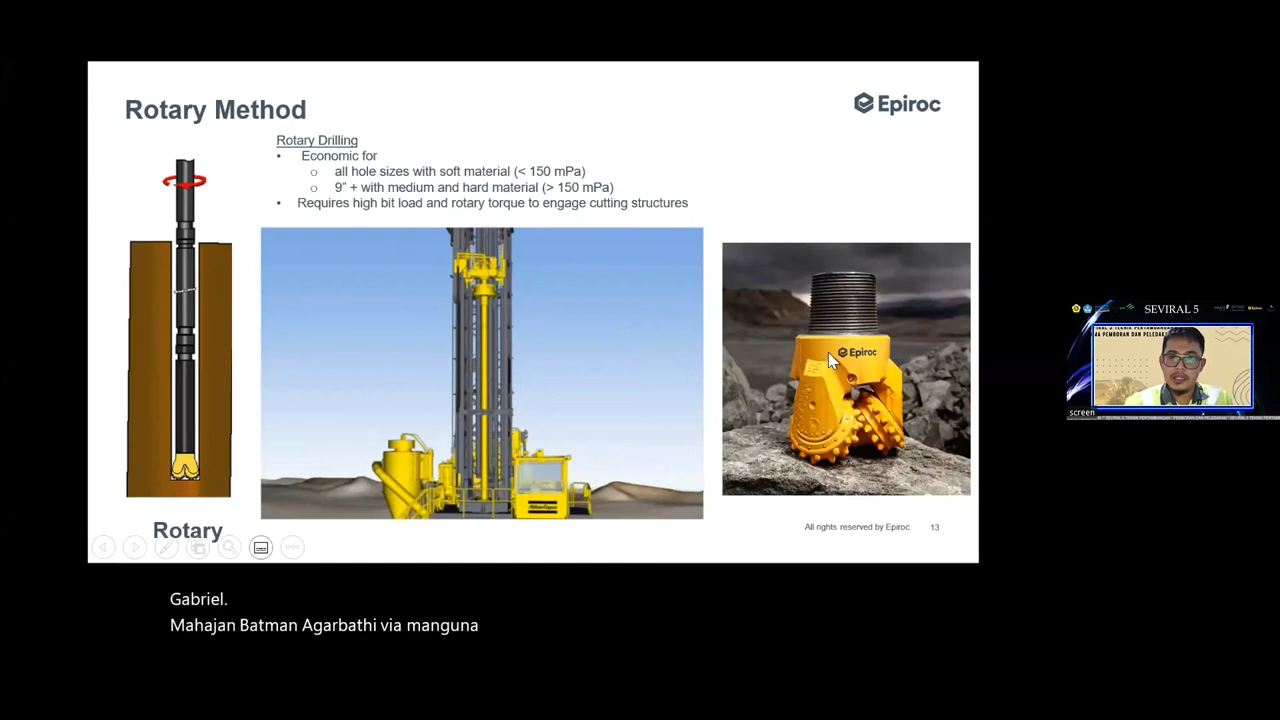 Rotary Method
Epiroc
Rotary Drilling
• Economic for
o all hole sizes with soft material (< 150 mPa)
o 9" + with medium and hard material (> 150 mPa)
• Requires high bit load and rotary torque to engage cutting structures
Epiroc
Rotary
All rights reserved by Epiroc. 13
SEVIRAL 5
screen
Gabriel.
Mahajan Batman Agarbathi via manguna